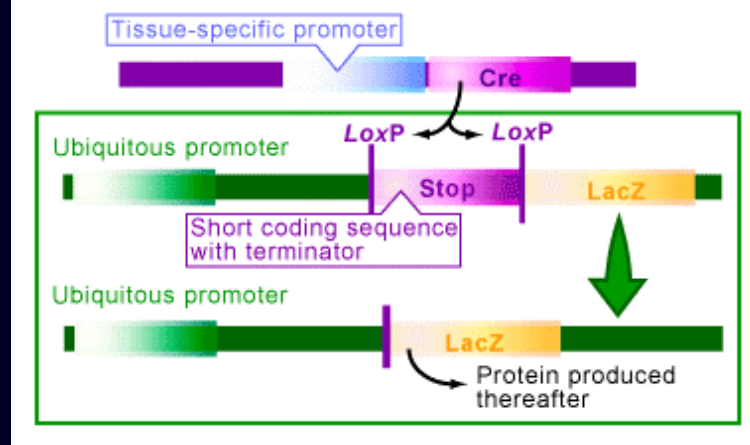 Tissue-specific promoter
Cre
LoxP LoxP
Ubiquitous promoter
Stop LacZ
Short coding sequence
with terminator
Ubiquitous promoter
LacZ
Protein produced
thereafter